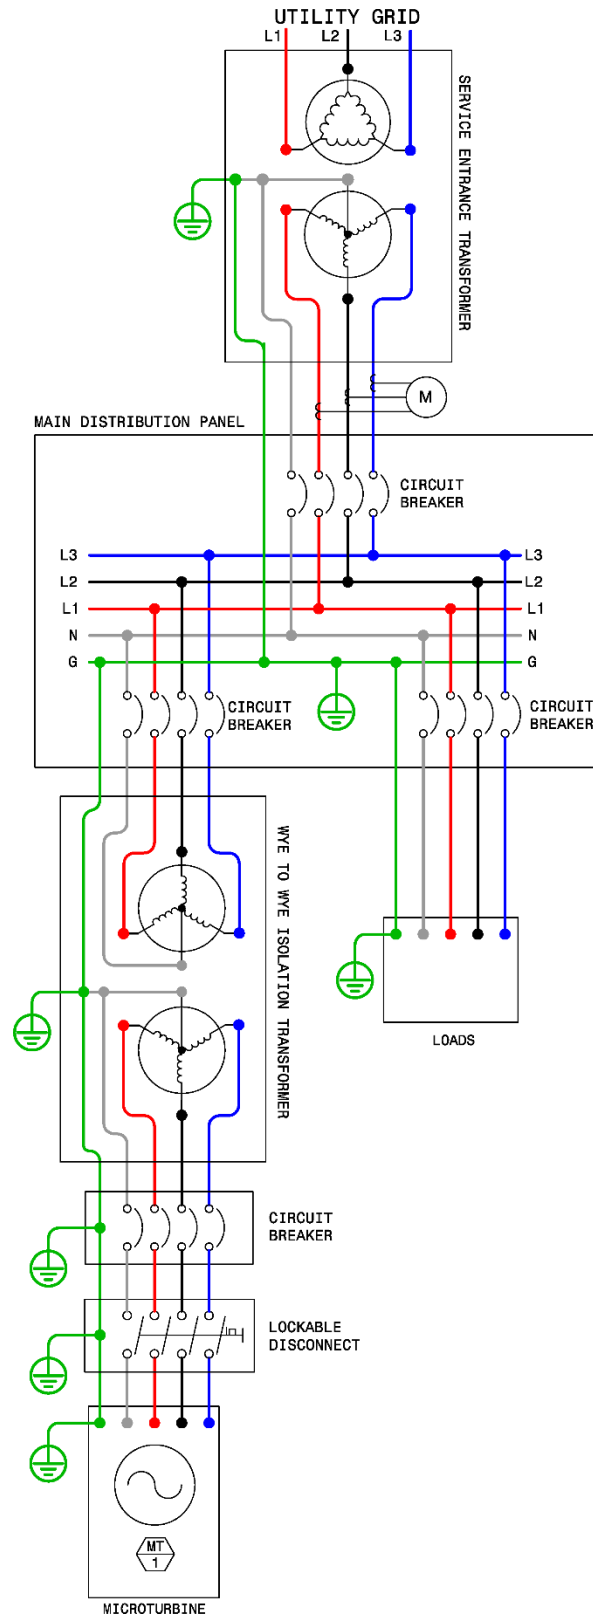 UTILITY GRID
L1
L2
L3
SERVICE ENTRANCE TRANSFORMER
M
MAIN DISTRIBUTION PANEL
CIRCUIT
BREAKER
L3
L3
L2
L2
L1
L1
N
N
G
G
CIRCUIT
BREAKER
CIRCUIT
BREAKER
WYE TO WYE ISOLATION TRANSFORMER
LOADS
CIRCUIT
BREAKER
LOCKABLE
DISCONNECT
MT
1
MICROTURBINE